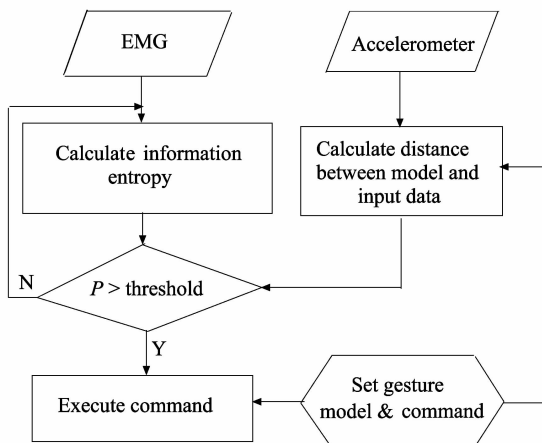 EMG
Accelerometer
Calculate information
entropy
Calculate distance
between model and
input data
N
P > threshold
Y
Execute command
Set gesture
model & command